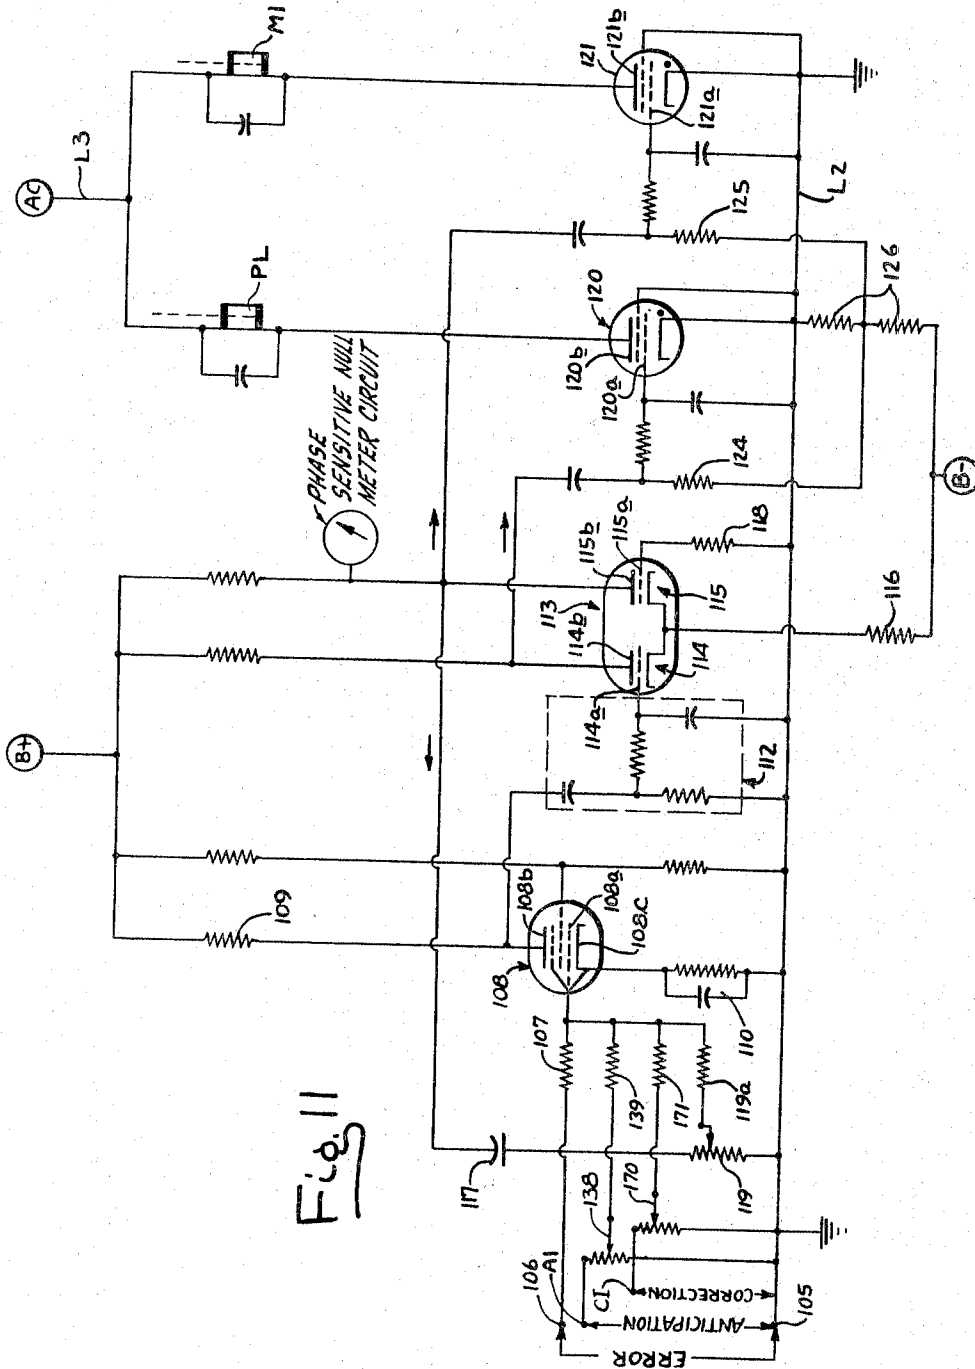 Fig. 11
AC
L3
M1
PL
PHASE
SENSITIVE NULL
METER CIRCUIT
B+
109
121
121b
121a
120
120b
120a
125
L2
126
124
115a
115b
113
114b
114a
114
115
118
116
B-
112
108b
108a
108C
108
110
107
139
171
119a
119
117
138
170
106
A1
C1
CORRECTION
ANTICIPATION
ERROR
105